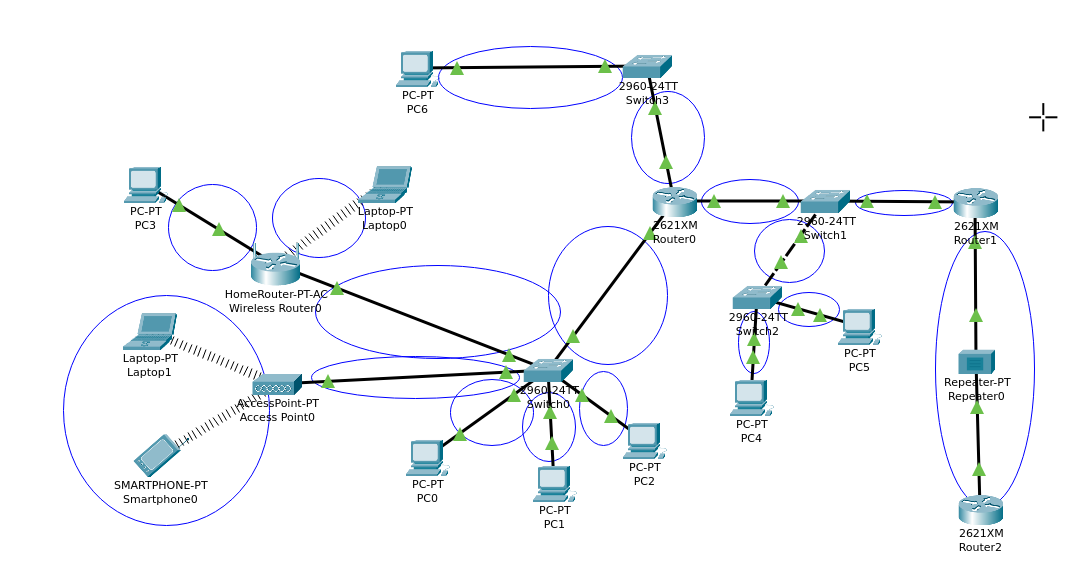 PC-PT
PC6
2960-24TT
Switch3
PC-PT
PC3
Laptop-PT
Laptop0
2621XM
Router0
2960-24TT
Switch1
2621XM
Router1
HomeRouter-PT-AC
Wireless Router0
2960-24TT
Switch2
Laptop-PT
Laptop1
PC-PT
PC5
AccessPoint-PT
Access Point0
2960-24TT
Switch0
Repeater-PT
Repeater0
PC-PT
PC4
SMARTPHONE-PT
Smartphone0
PC-PT
PC0
PC-PT
PC1
PC-PT
PC2
2621XM
Router2